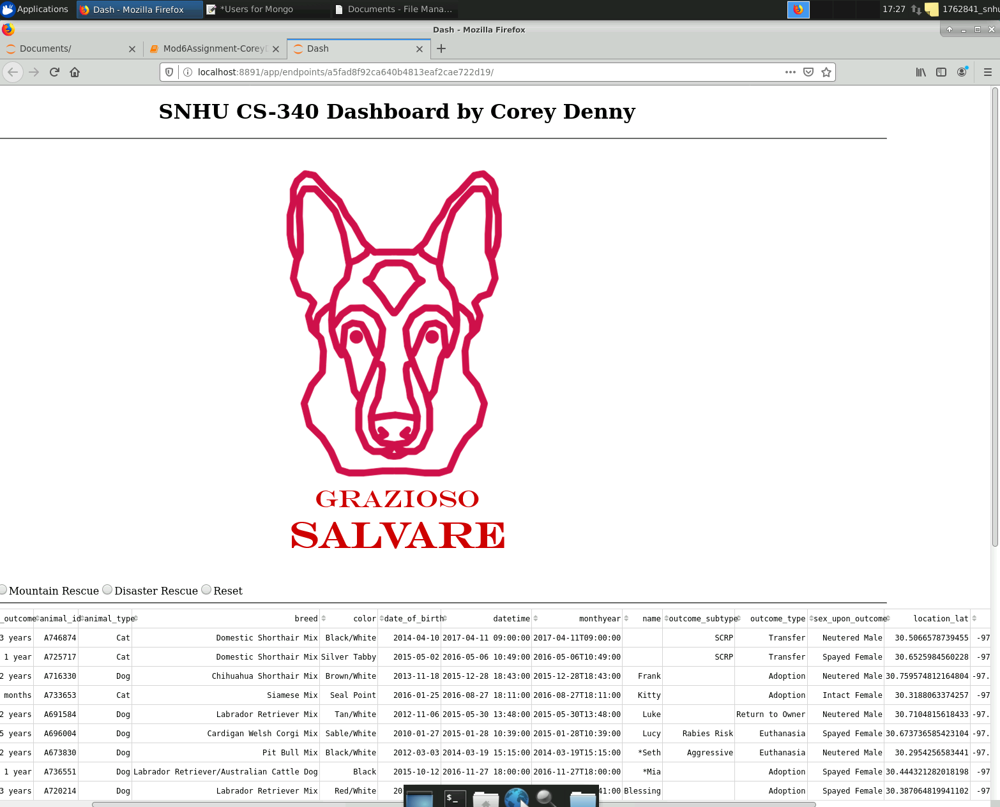 Applications Dash - Mozilla Firefox *Users for Mongo Documents - File Mana... 17:27 1762841_snhu
Dash - Mozilla Firefox
Documents/ Mod6Assignment-Corey Dash
localhost:8891/app/endpoints/a5fad8f92ca640b4813eaf2cae722d19/
SNHU CS-340 Dashboard by Corey Denny
GRAZIOSO
SALVARE
Mountain Rescue Disaster Rescue Reset
_outcome animal_id animal_type breed color date_of_birth datetime monthyear name outcome_subtype outcome_type sex_upon_outcome location_lat
3 years A746874 Cat Domestic Shorthair Mix Black/White 2014-04-10 2017-04-11 09:00:00 2017-04-11T09:00:00 SCRP Transfer Neutered Male 30.5066578739455 -97
1 year A725717 Cat Domestic Shorthair Mix Silver Tabby 2015-05-02 2016-05-06 10:49:00 2016-05-06T10:49:00 SCRP Transfer Spayed Female 30.6525984560228 -97
2 years A716330 Dog Chihuahua Shorthair Mix Brown/White 2013-11-18 2015-12-28 18:43:00 2015-12-28T18:43:00 Frank Adoption Neutered Male 30.759574812164804 -97.
months A733653 Cat Siamese Mix Seal Point 2016-01-25 2016-08-27 18:11:00 2016-08-27T18:11:00 Kitty Adoption Intact Female 30.3188063374257 -97
2 years A691584 Dog Labrador Retriever Mix Tan/White 2012-11-06 2015-05-30 13:48:00 2015-05-30T13:48:00 Luke Return to Owner Neutered Male 30.7104815618433 -97.
5 years A696004 Dog Cardigan Welsh Corgi Mix Sable/White 2010-01-27 2015-01-28 10:39:00 2015-01-28T10:39:00 Lucy Rabies Risk Euthanasia Spayed Female 30.673736585423104 -97.
2 years A673830 Dog Pit Bull Mix Black/White 2012-03-03 2014-03-19 15:15:00 2014-03-19T15:15:00 *Seth Aggressive Euthanasia Neutered Male 30.2954256583441 -97.
1 year A736551 Dog Labrador Retriever/Australian Cattle Dog Black 2015-10-12 2016-11-27 18:00:00 2016-11-27T18:00:00 *Mia Adoption Spayed Female 30.444321282018198 -97
3 years A720214 Dog Labrador Retriever Mix Red/White 20 41:00 Blessing Adoption Spayed Female 30.387064819941102 -97